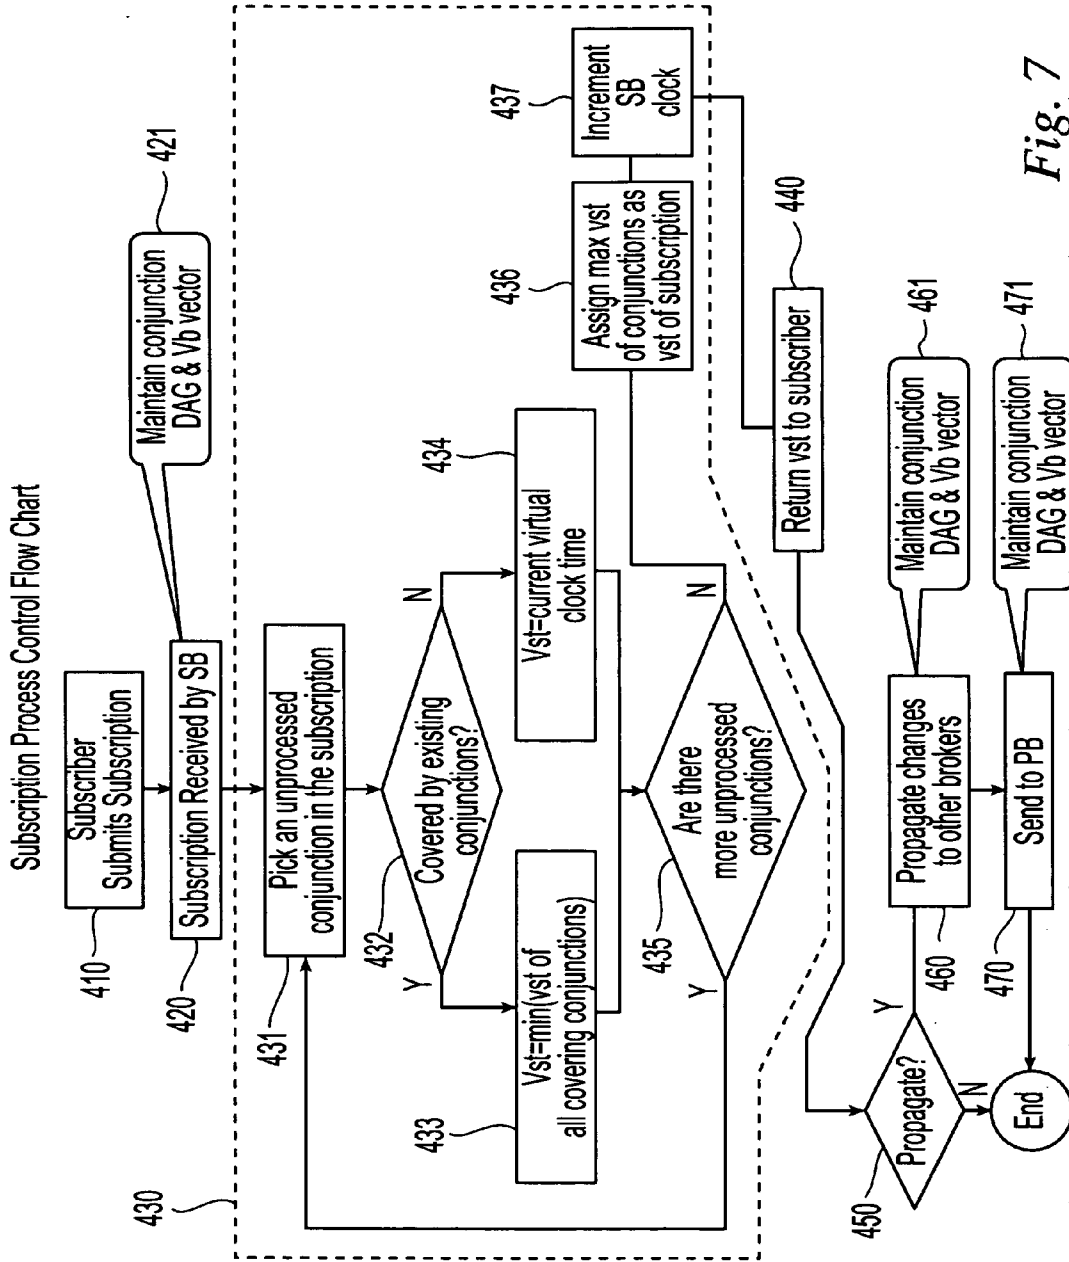 Subscription Process Control Flow Chart
Subscriber
Submits Subscription
410
Subscription Received by SB
420
Maintain conjunction
DAG & Vb vector
421
430
Pick an unprocessed
conjunction in the subscription
431
Covered by existing
conjunctions?
432
Y
N
Vst=min(vst of
all covering conjunctions)
433
Vst=current virtual
clock time
434
Are there
more unprocessed
conjunctions?
435
Y
N
Assign max vst
of conjunctions as
vst of subscription
436
Increment
SB
clock
437
Return vst to subscriber
440
Propagate?
450
Y
N
Propagate changes
to other brokers
460
Maintain conjunction
DAG & Vb vector
461
Send to PB
470
Maintain conjunction
DAG & Vb vector
471
End
Fig. 7